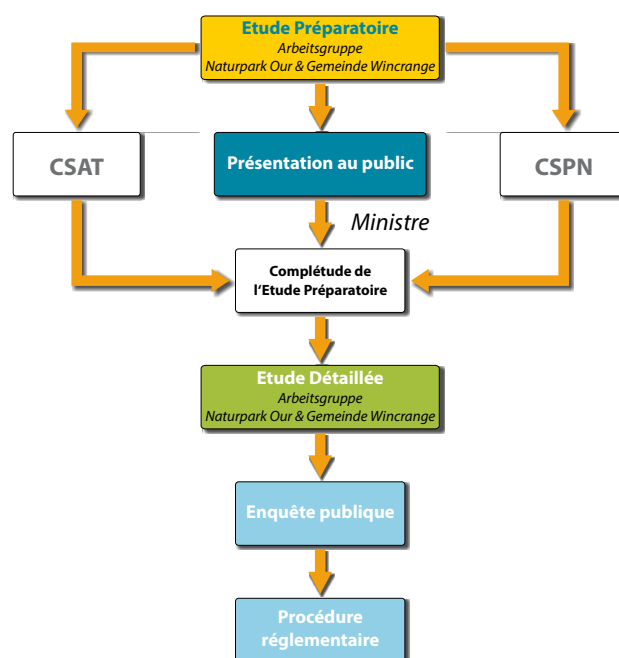 Etude Préparatoire
Arbeitsgruppe
Naturpark Our & Gemeinde Wincrange
CSAT
Présentation au public
CSPN
Ministre
Complétude de
l'Etude Préparatoire
Etude Détaillée
Arbeitsgruppe
Naturpark Our & Gemeinde Wincrange
Enquête publique
Procédure
réglementaire